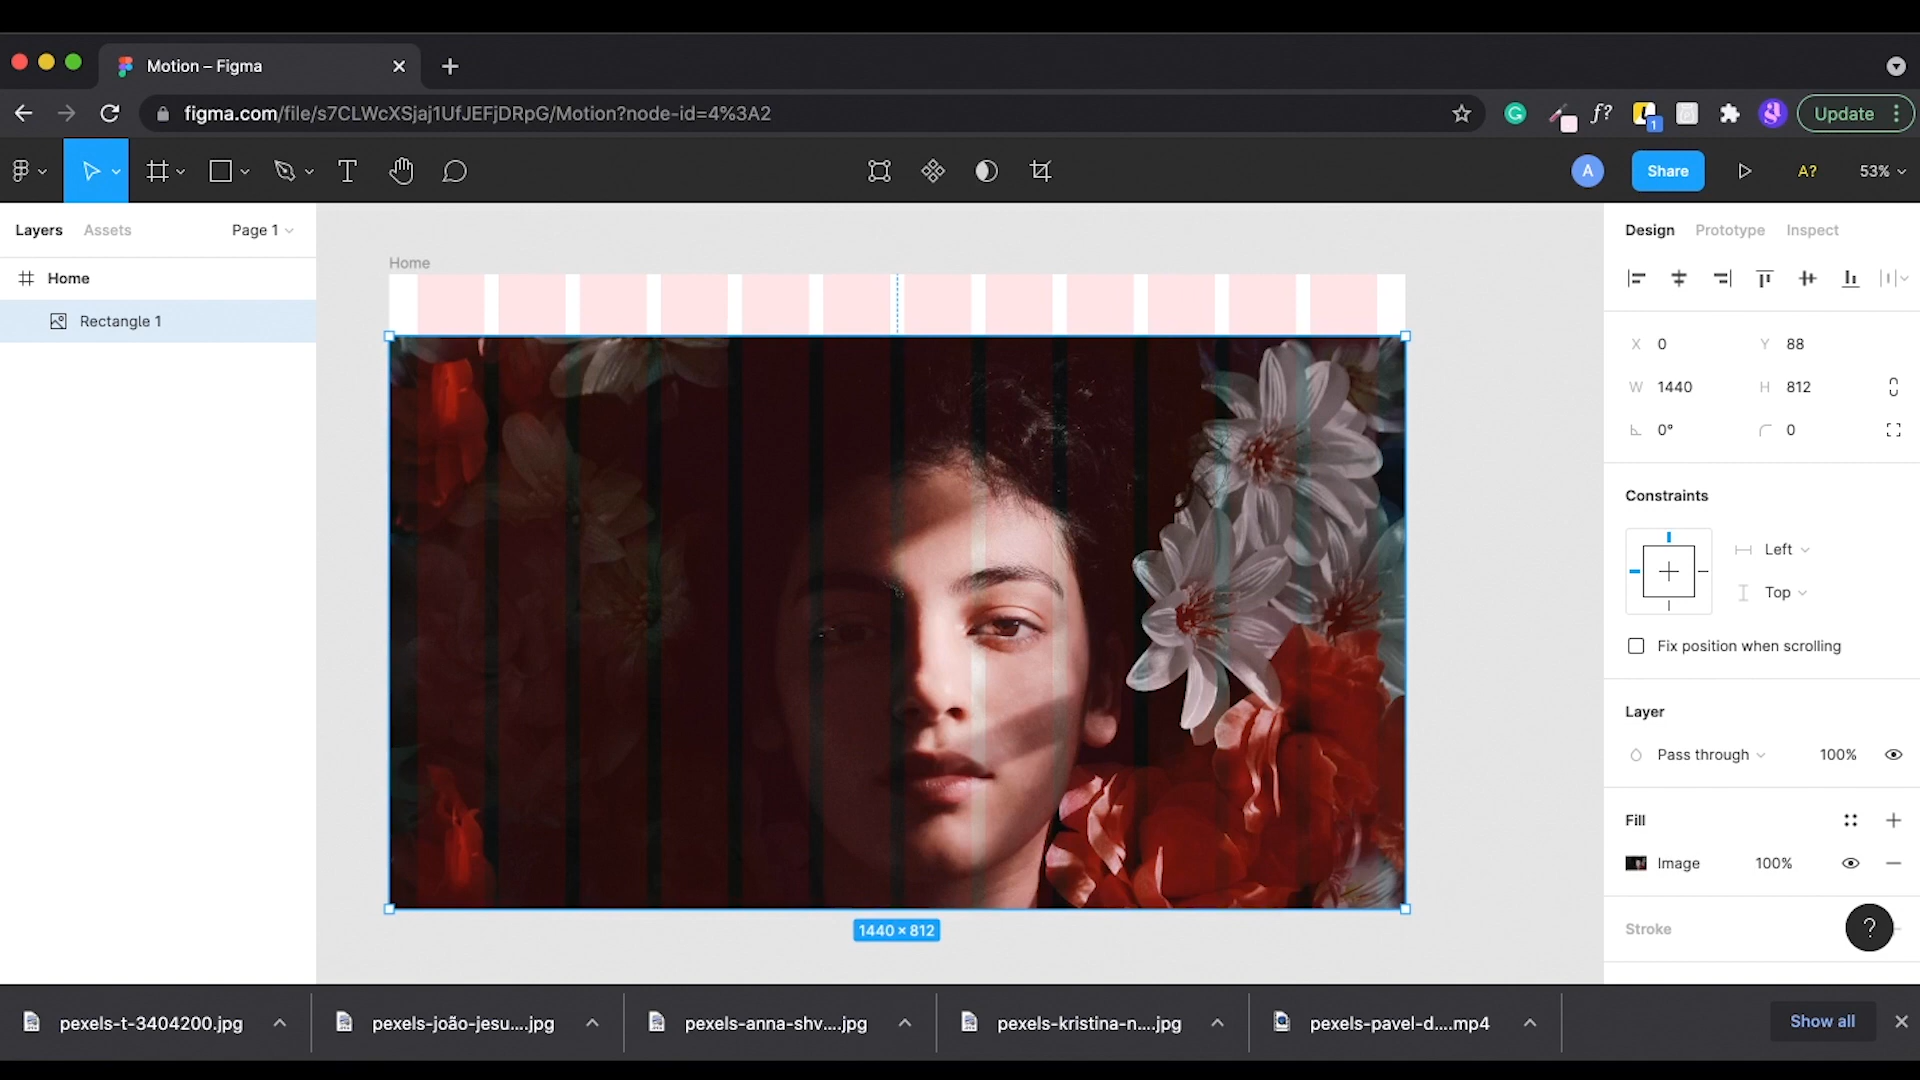 Motion – Figma
figma.com/file/s7CLWcXSjaj1UfJEFjDRpG/Motion?node-id=4%3A2
f?
1
Update
A
Share
A?
53%
Layers
Assets
Page 1
Home
Rectangle 1
Home
1440 × 812
Design
Prototype
Inspect
X 0
Y 88
W 1440
H 812
0°
0
Constraints
Left
Top
Fix position when scrolling
Layer
Pass through
100%
Fill
Image
100%
Stroke
?
pexels-t-3404200.jpg
pexels-joão-jesu....jpg
pexels-anna-shv....jpg
pexels-kristina-n....jpg
pexels-pavel-d....mp4
Show all